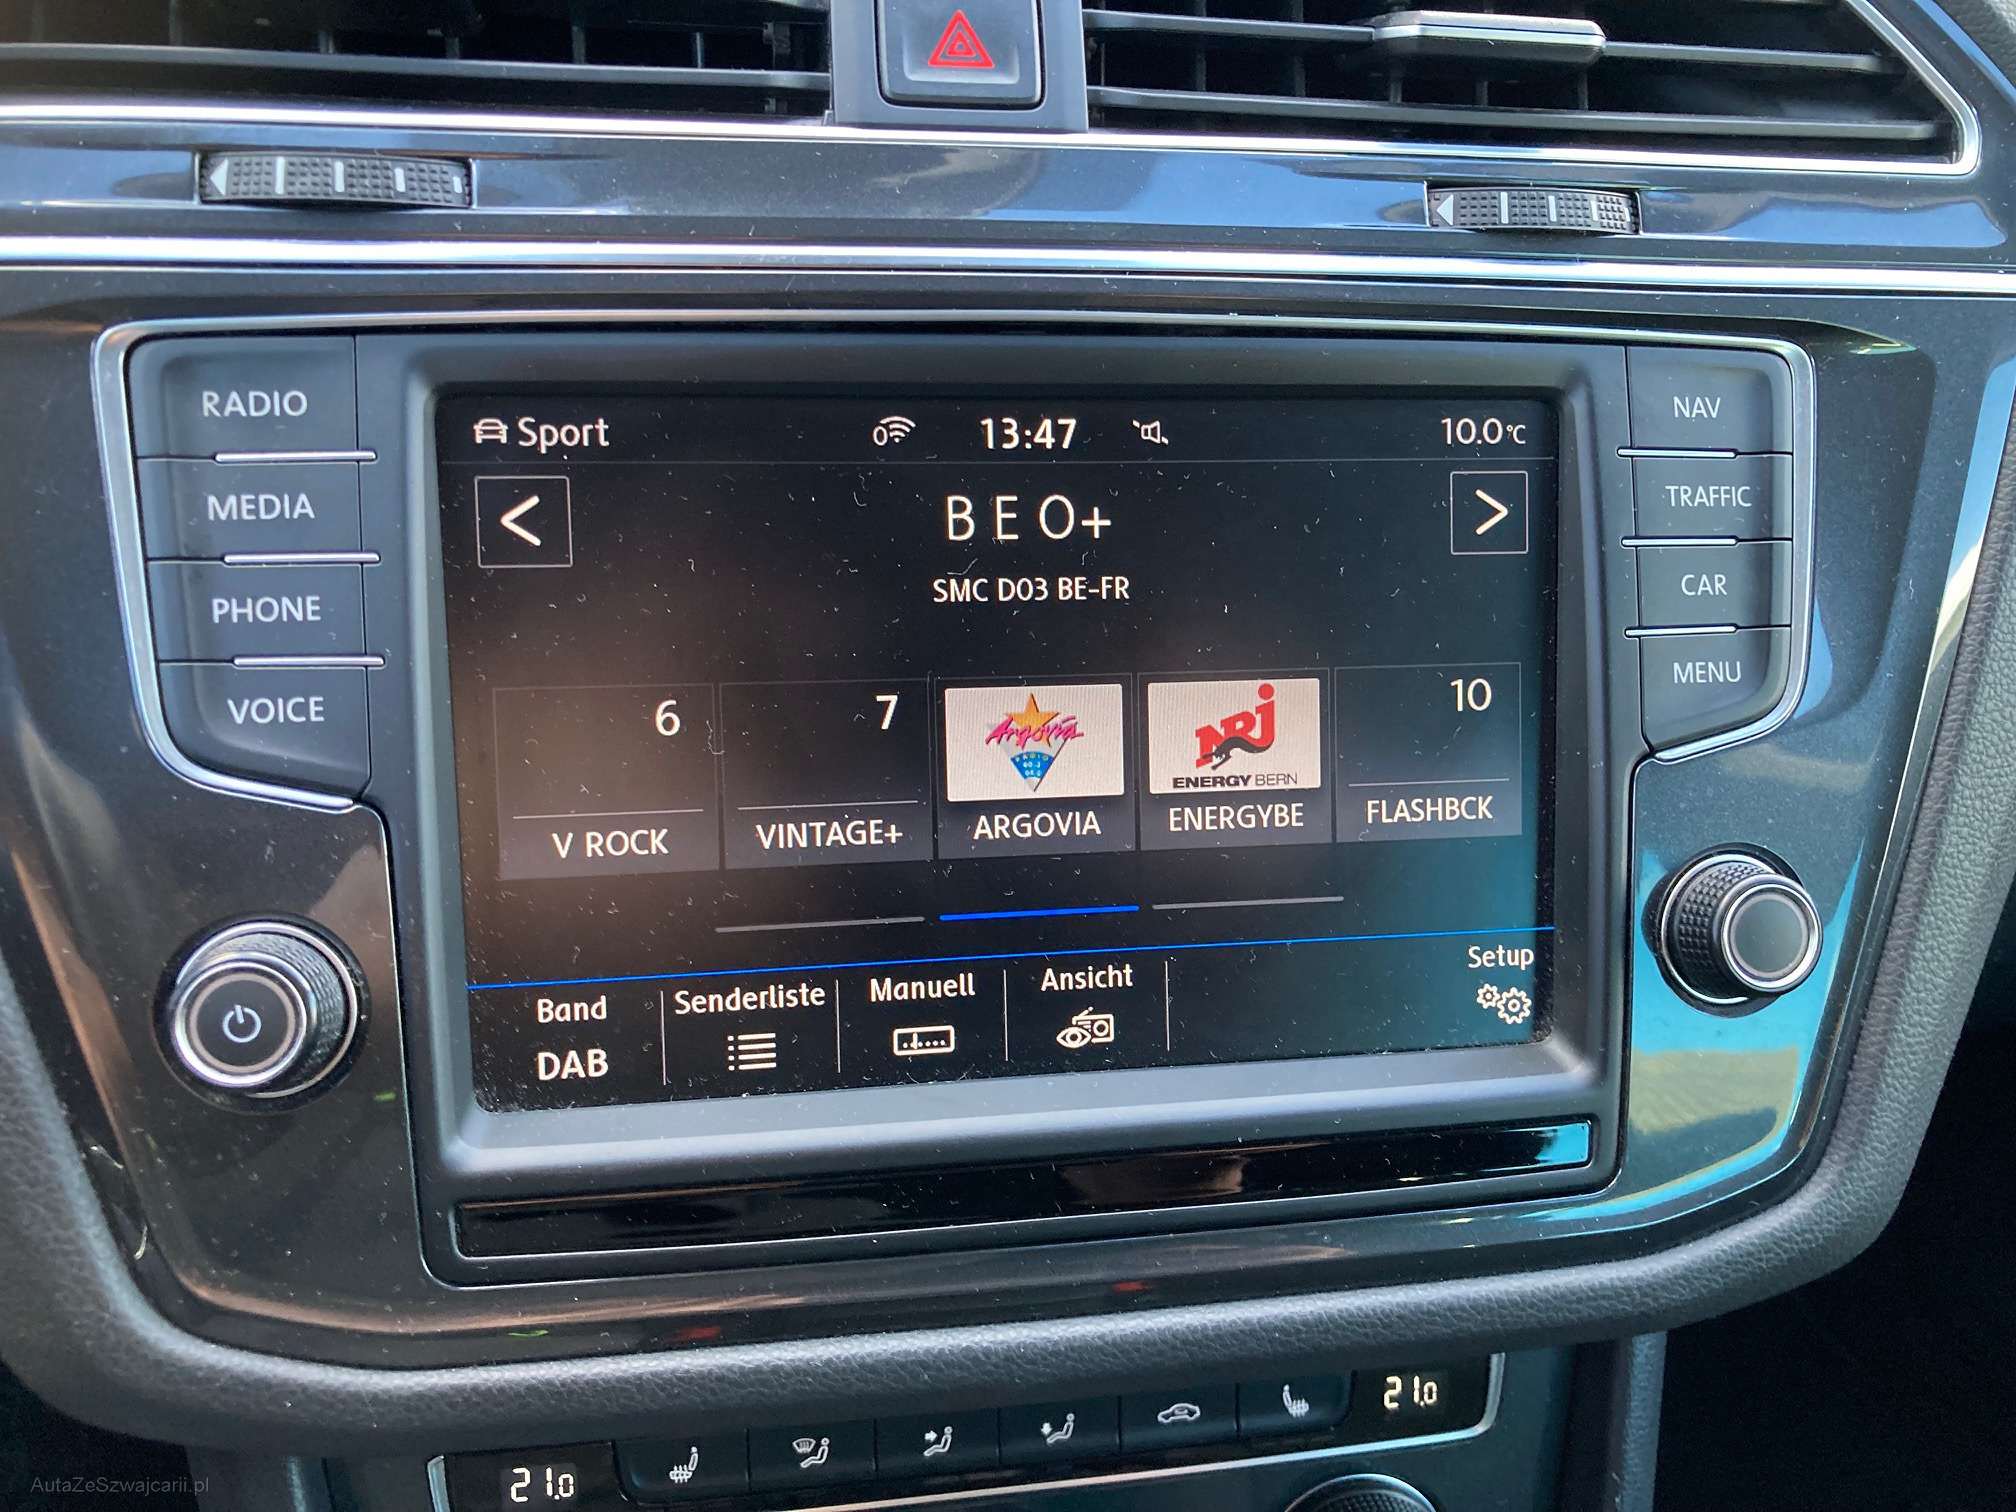 RADIO
MEDIA
PHONE
VOICE
NAV
TRAFFIC
CAR
MENU
Sport
0
13:47
10.0°C
<
B E O+
>
SMC D03 BE-FR
6
V ROCK
7
VINTAGE+
Argovia
RADIO
ARGOVIA
NRJ
ENERGY BERN
ENERGYBE
10
FLASHBCK
Band
DAB
Senderliste
Manuell
Ansicht
Setup
21.0
21.0
AutaZeSzwajcarii.pl